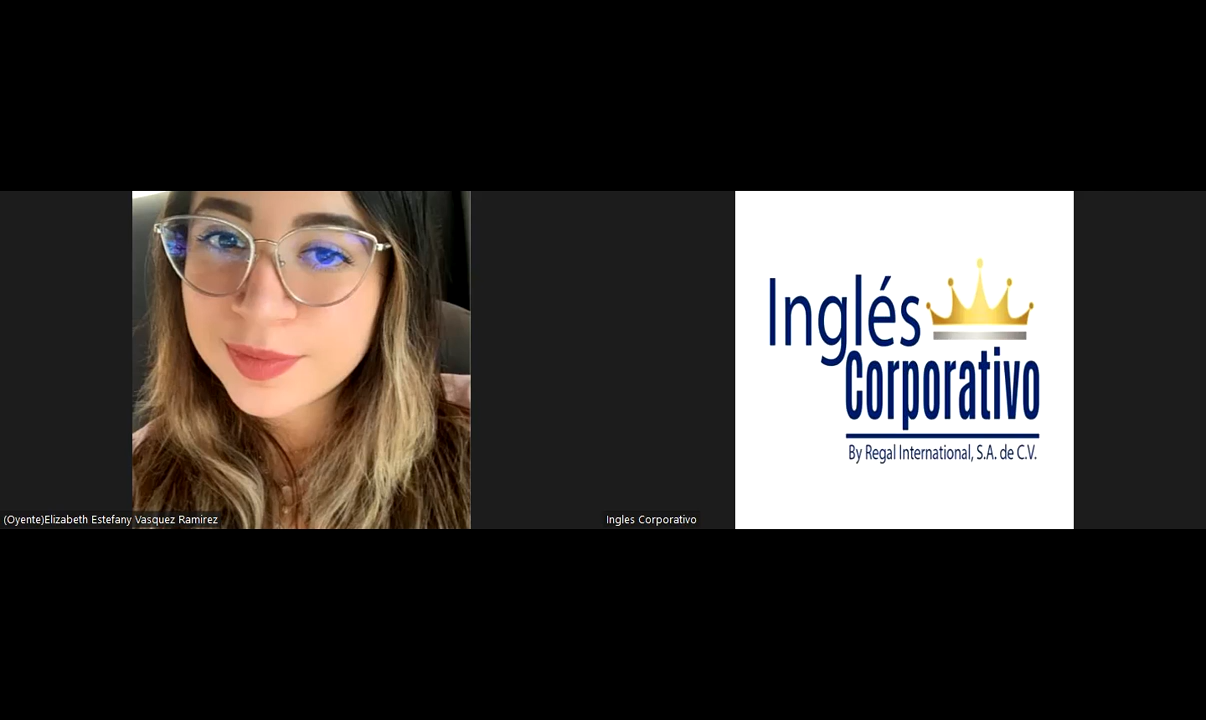 Inglés
Corporativo
By Regal International, S.A. de C.V.
(Oyente)Elizabeth Estefany Vasquez Ramirez
Ingles Corporativo